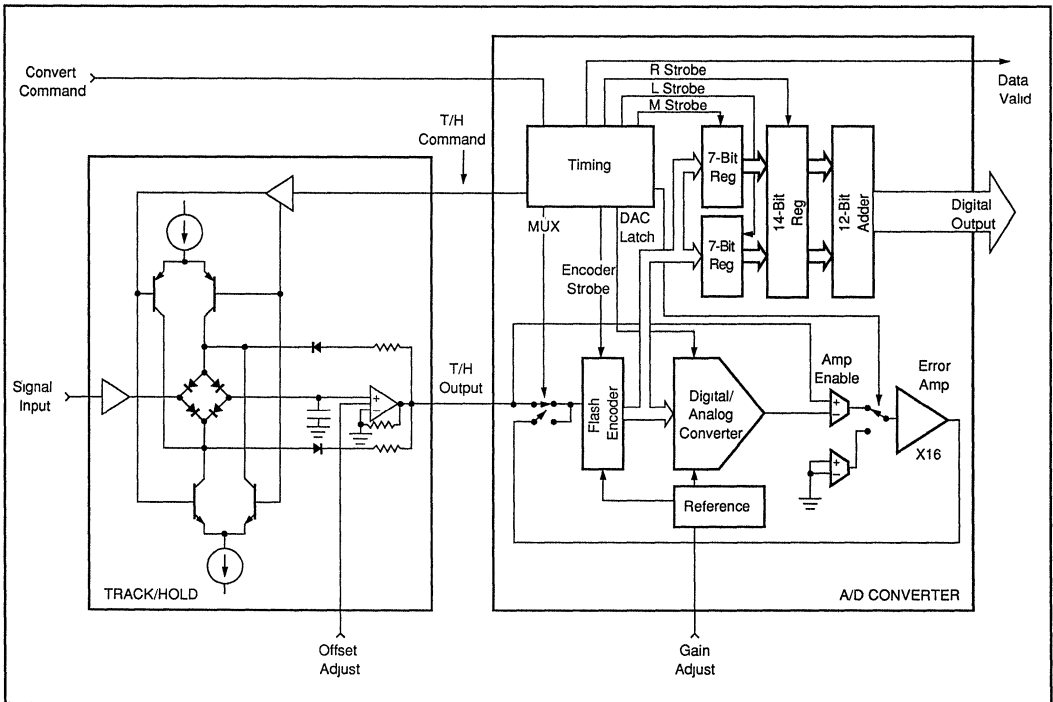 Convert
Command
R Strobe
L Strobe
M Strobe
Data
Valid
T/H
Command
Timing
7-Bit
Reg
7-Bit
Reg
14-Bit
Reg
12-Bit
Adder
Digital
Output
MUX
DAC
Latch
Encoder
Strobe
Signal
Input
T/H
Output
Flash
Encoder
Digital/
Analog
Converter
Amp
Enable
Error
Amp
+
−
+
−
+
−
X16
Reference
TRACK/HOLD
A/D CONVERTER
Offset
Adjust
Gain
Adjust